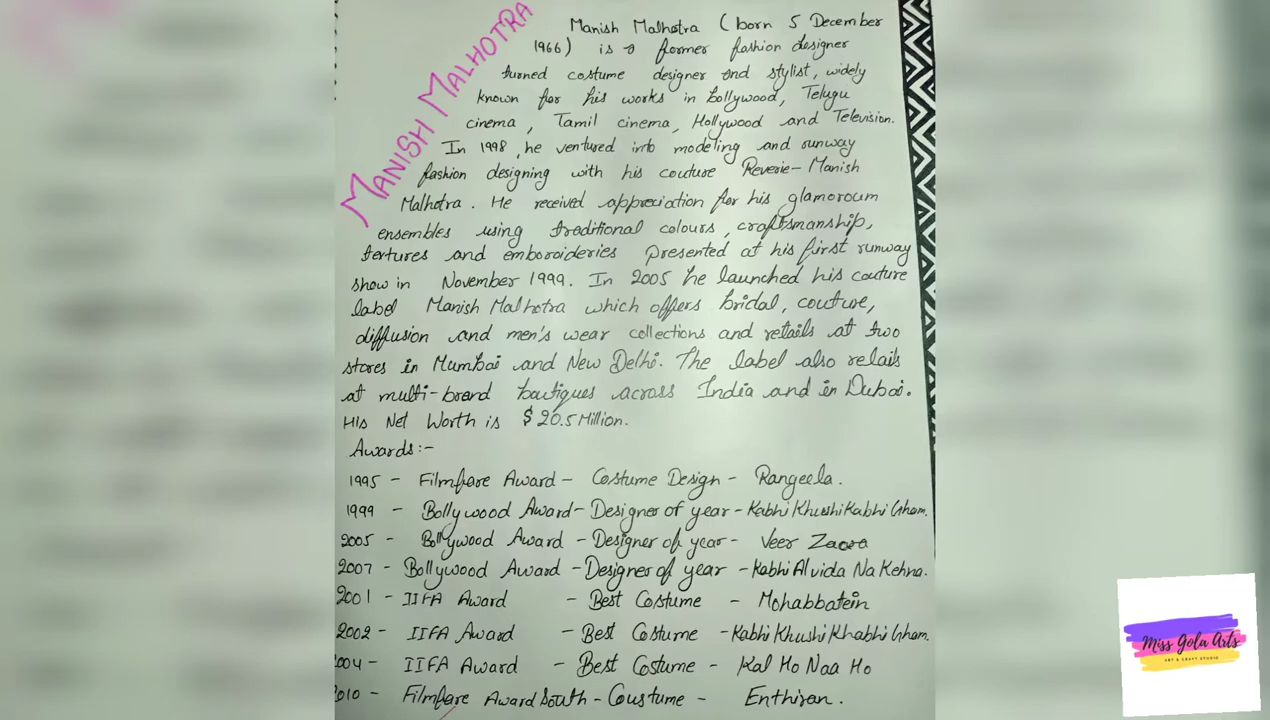 MANISH MALHOTRA
Manish Malhotra (born 5 December
1966) is a former fashion designer
turned costume designer and stylist, widely
known for his works in bollywood, Telugu
cinema, Tamil cinema, Hollywood and Television.
In 1998, he ventured into modeling and runway
fashion designing with his couture Reverie- Manish
Malhotra. He received appreciation for his glamoroum
ensembles using traditional colours, craftsmanship,
textures and emboroideries presented at his first runway
show in November 1999. In 2005 he launched his couture
label Manish Malhotra which offers bridal, couture,
diffusion and men's wear collections and retails at two
stores in Mumbai and New Delhi. The label also retails
at multi-brand boutiques across India and in Dubai.
His Net Worth is $20.5 Million.
Awards:-
1995 - Filmfare Award - Costume Design - Rangeela.
1999 - Bollywood Award - Designer of year - Kabhi Khushi Kabhi Gham.
2005 - Bollywood Award - Designer of year - Veer Zaara
2007 - Bollywood Award - Designer of year - Kabhi Alvida Na Kehna.
2001 - IIFA Award - Best Costume - Mohabbatein
2002 - IIFA Award - Best Costume - Kabhi Khushi Khabhi Gham.
2004 - IIFA Award - Best Costume - Kal Ho Naa Ho
2010 - Filmfare Award South - Coustume - Enthiran.
Miss Gola Arts
ART & CRAFT STUDIO